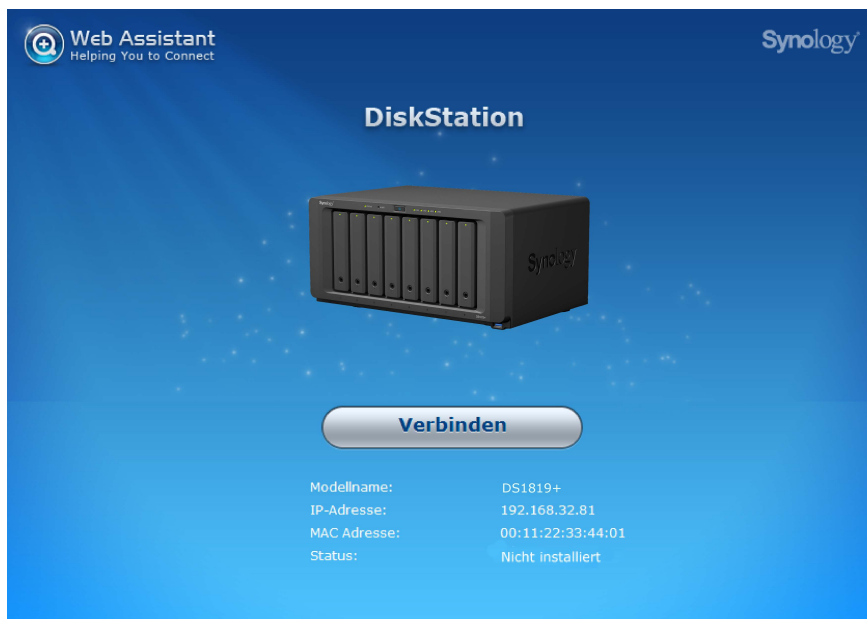 Web Assistant
Helping You to Connect
Synology
DiskStation
Synology
Verbinden
Modellname: DS1819+
IP-Adresse: 192.168.32.81
MAC Adresse: 00:11:22:33:44:01
Status: Nicht installiert